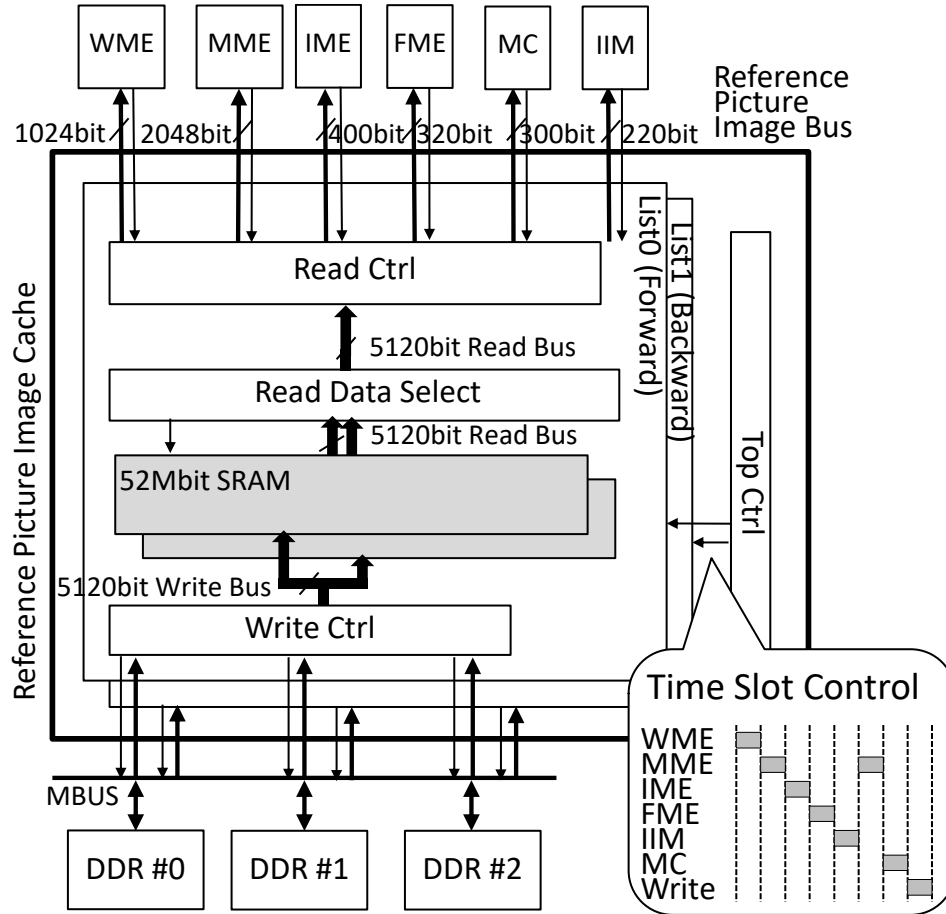 WME MME IME FME MC IIM
Reference
Picture
Image Bus
1024bit 2048bit 400bit 320bit 300bit 220bit
Reference Picture Image Cache
List0 (Forward)
List1 (Backward)
Top Ctrl
Read Ctrl
5120bit Read Bus
Read Data Select
5120bit Read Bus
52Mbit SRAM
5120bit Write Bus
Write Ctrl
MBUS
DDR #0 DDR #1 DDR #2
Time Slot Control
WME
MME
IME
FME
IIM
MC
Write